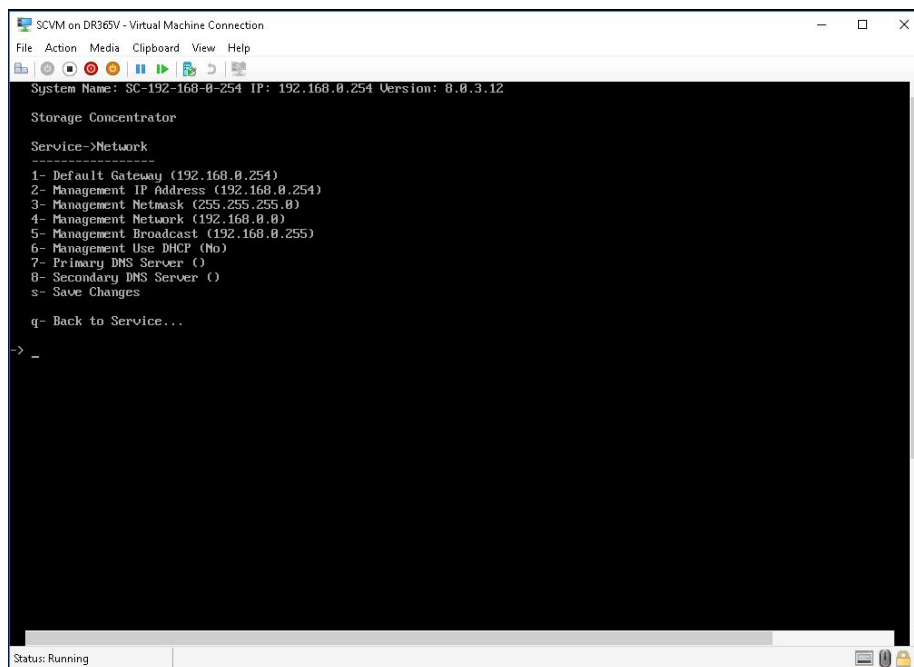 SCVM on DR365V - Virtual Machine Connection
File Action Media Clipboard View Help
System Name: SC-192-168-0-254 IP: 192.168.0.254 Version: 8.0.3.12
Storage Concentrator
Service->Network
-----------------
1- Default Gateway (192.168.0.254)
2- Management IP Address (192.168.0.254)
3- Management Netmask (255.255.255.0)
4- Management Network (192.168.0.0)
5- Management Broadcast (192.168.0.255)
6- Management Use DHCP (No)
7- Primary DNS Server ()
8- Secondary DNS Server ()
s- Save Changes
q- Back to Service...
-> _
Status: Running